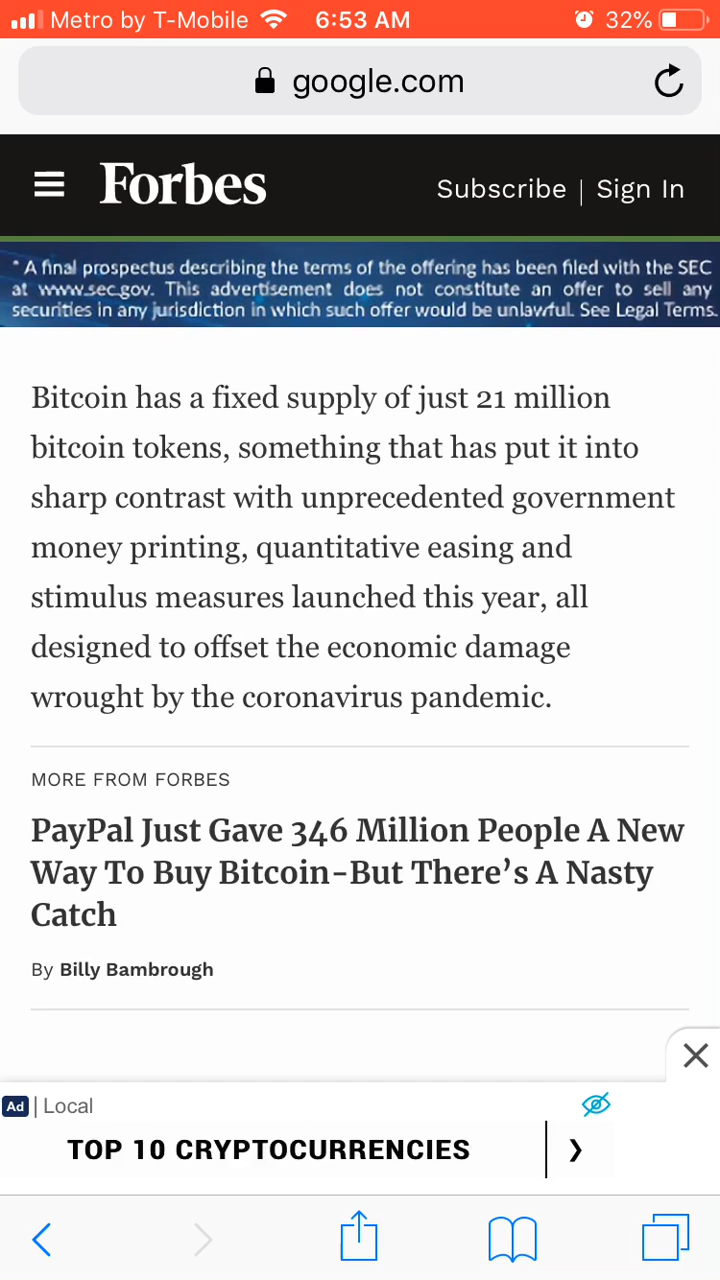 Metro by T-Mobile 6:53 AM 32%
google.com
Forbes Subscribe | Sign In
* A final prospectus describing the terms of the offering has been filed with the SEC
at www.sec.gov. This advertisement does not constitute an offer to sell any
securities in any jurisdiction in which such offer would be unlawful. See Legal Terms.
Bitcoin has a fixed supply of just 21 million
bitcoin tokens, something that has put it into
sharp contrast with unprecedented government
money printing, quantitative easing and
stimulus measures launched this year, all
designed to offset the economic damage
wrought by the coronavirus pandemic.
MORE FROM FORBES
PayPal Just Gave 346 Million People A New
Way To Buy Bitcoin–But There’s A Nasty
Catch
By Billy Bambrough
Ad | Local
TOP 10 CRYPTOCURRENCIES